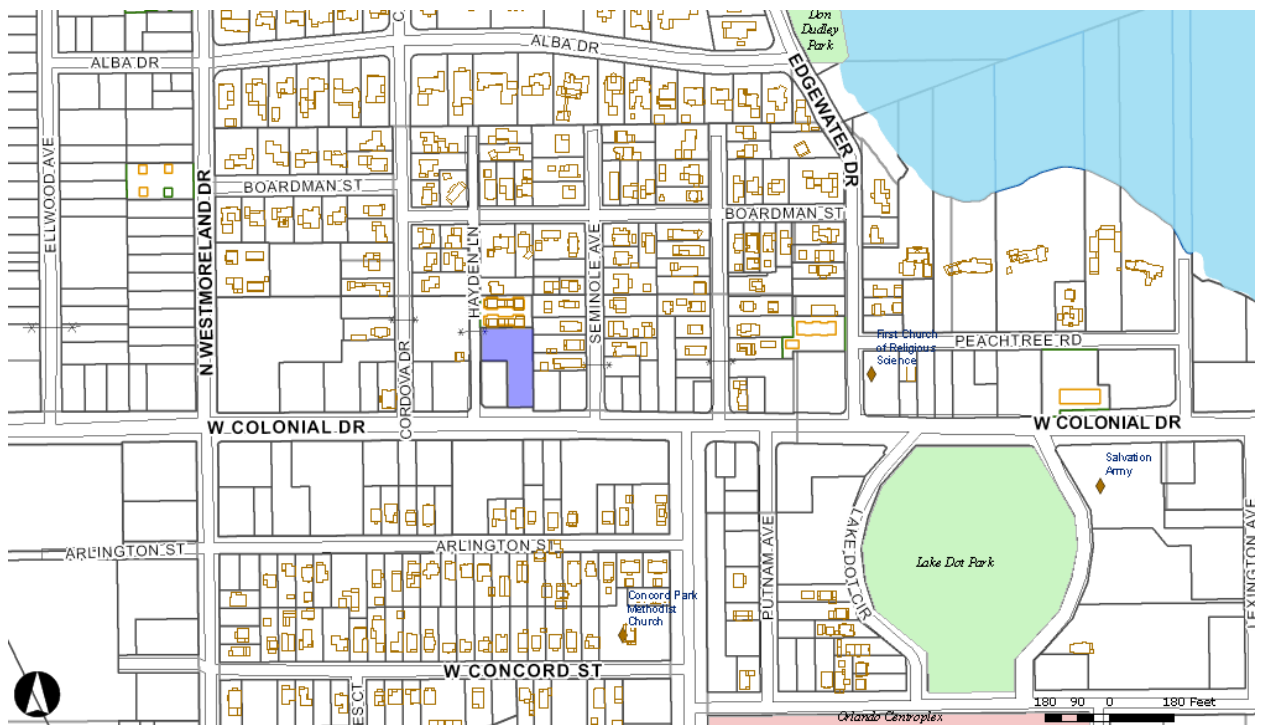 Don
Dudley
Park
C
ALBA DR
ALBA DR
EDGEWATER DR
ELLWOOD AVE
N WESTMORELAND DR
BOARDMAN ST
BOARDMAN ST
HAYDEN LN
SEMINOLE AVE
CORDOVA DR
First Church
of Religious
Science
PEACHTREE RD
W COLONIAL DR
W COLONIAL DR
Salvation
Army
PUTNAM AVE
LAKE DOT CIR
Lake Dot Park
LEXINGTON AVE
ARLINGTON ST
ARLINGTON ST
Concord Park
Methodist
Church
W CONCORD ST
ES CT
180 90 0 180 Feet
Orlando Centroplex